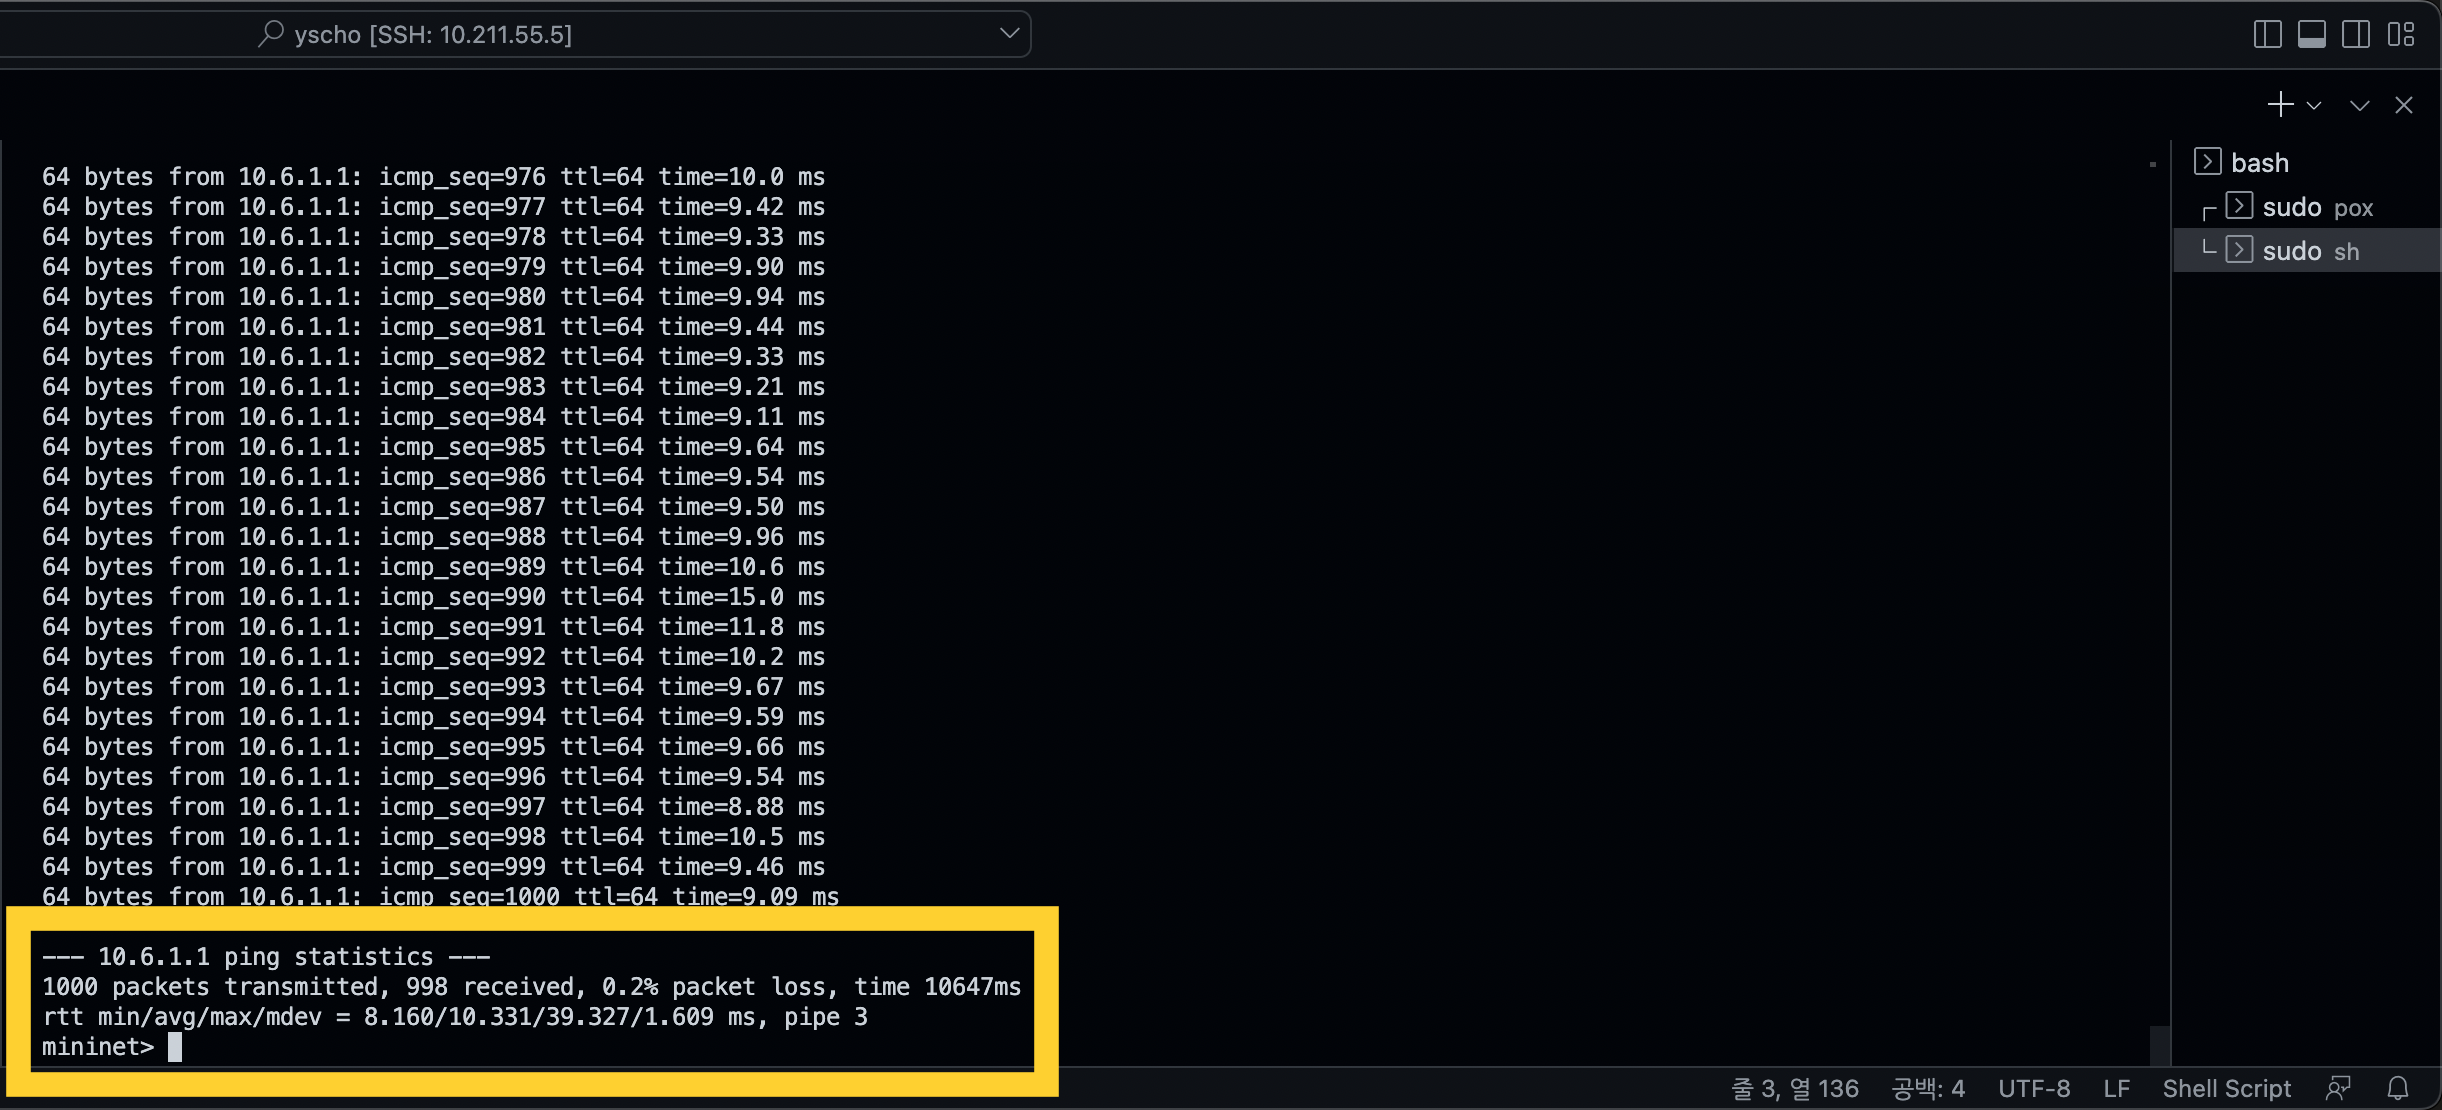 yscho [SSH: 10.211.55.5]
64 bytes from 10.6.1.1: icmp_seq=976 ttl=64 time=10.0 ms
64 bytes from 10.6.1.1: icmp_seq=977 ttl=64 time=9.42 ms
64 bytes from 10.6.1.1: icmp_seq=978 ttl=64 time=9.33 ms
64 bytes from 10.6.1.1: icmp_seq=979 ttl=64 time=9.90 ms
64 bytes from 10.6.1.1: icmp_seq=980 ttl=64 time=9.94 ms
64 bytes from 10.6.1.1: icmp_seq=981 ttl=64 time=9.44 ms
64 bytes from 10.6.1.1: icmp_seq=982 ttl=64 time=9.33 ms
64 bytes from 10.6.1.1: icmp_seq=983 ttl=64 time=9.21 ms
64 bytes from 10.6.1.1: icmp_seq=984 ttl=64 time=9.11 ms
64 bytes from 10.6.1.1: icmp_seq=985 ttl=64 time=9.64 ms
64 bytes from 10.6.1.1: icmp_seq=986 ttl=64 time=9.54 ms
64 bytes from 10.6.1.1: icmp_seq=987 ttl=64 time=9.50 ms
64 bytes from 10.6.1.1: icmp_seq=988 ttl=64 time=9.96 ms
64 bytes from 10.6.1.1: icmp_seq=989 ttl=64 time=10.6 ms
64 bytes from 10.6.1.1: icmp_seq=990 ttl=64 time=15.0 ms
64 bytes from 10.6.1.1: icmp_seq=991 ttl=64 time=11.8 ms
64 bytes from 10.6.1.1: icmp_seq=992 ttl=64 time=10.2 ms
64 bytes from 10.6.1.1: icmp_seq=993 ttl=64 time=9.67 ms
64 bytes from 10.6.1.1: icmp_seq=994 ttl=64 time=9.59 ms
64 bytes from 10.6.1.1: icmp_seq=995 ttl=64 time=9.66 ms
64 bytes from 10.6.1.1: icmp_seq=996 ttl=64 time=9.54 ms
64 bytes from 10.6.1.1: icmp_seq=997 ttl=64 time=8.88 ms
64 bytes from 10.6.1.1: icmp_seq=998 ttl=64 time=10.5 ms
64 bytes from 10.6.1.1: icmp_seq=999 ttl=64 time=9.46 ms
64 bytes from 10.6.1.1: icmp_seq=1000 ttl=64 time=9.09 ms
--- 10.6.1.1 ping statistics ---
1000 packets transmitted, 998 received, 0.2% packet loss, time 10647ms
rtt min/avg/max/mdev = 8.160/10.331/39.327/1.609 ms, pipe 3
mininet>
bash
sudo pox
sudo sh
줄 3, 열 136 공백: 4 UTF-8 LF Shell Script